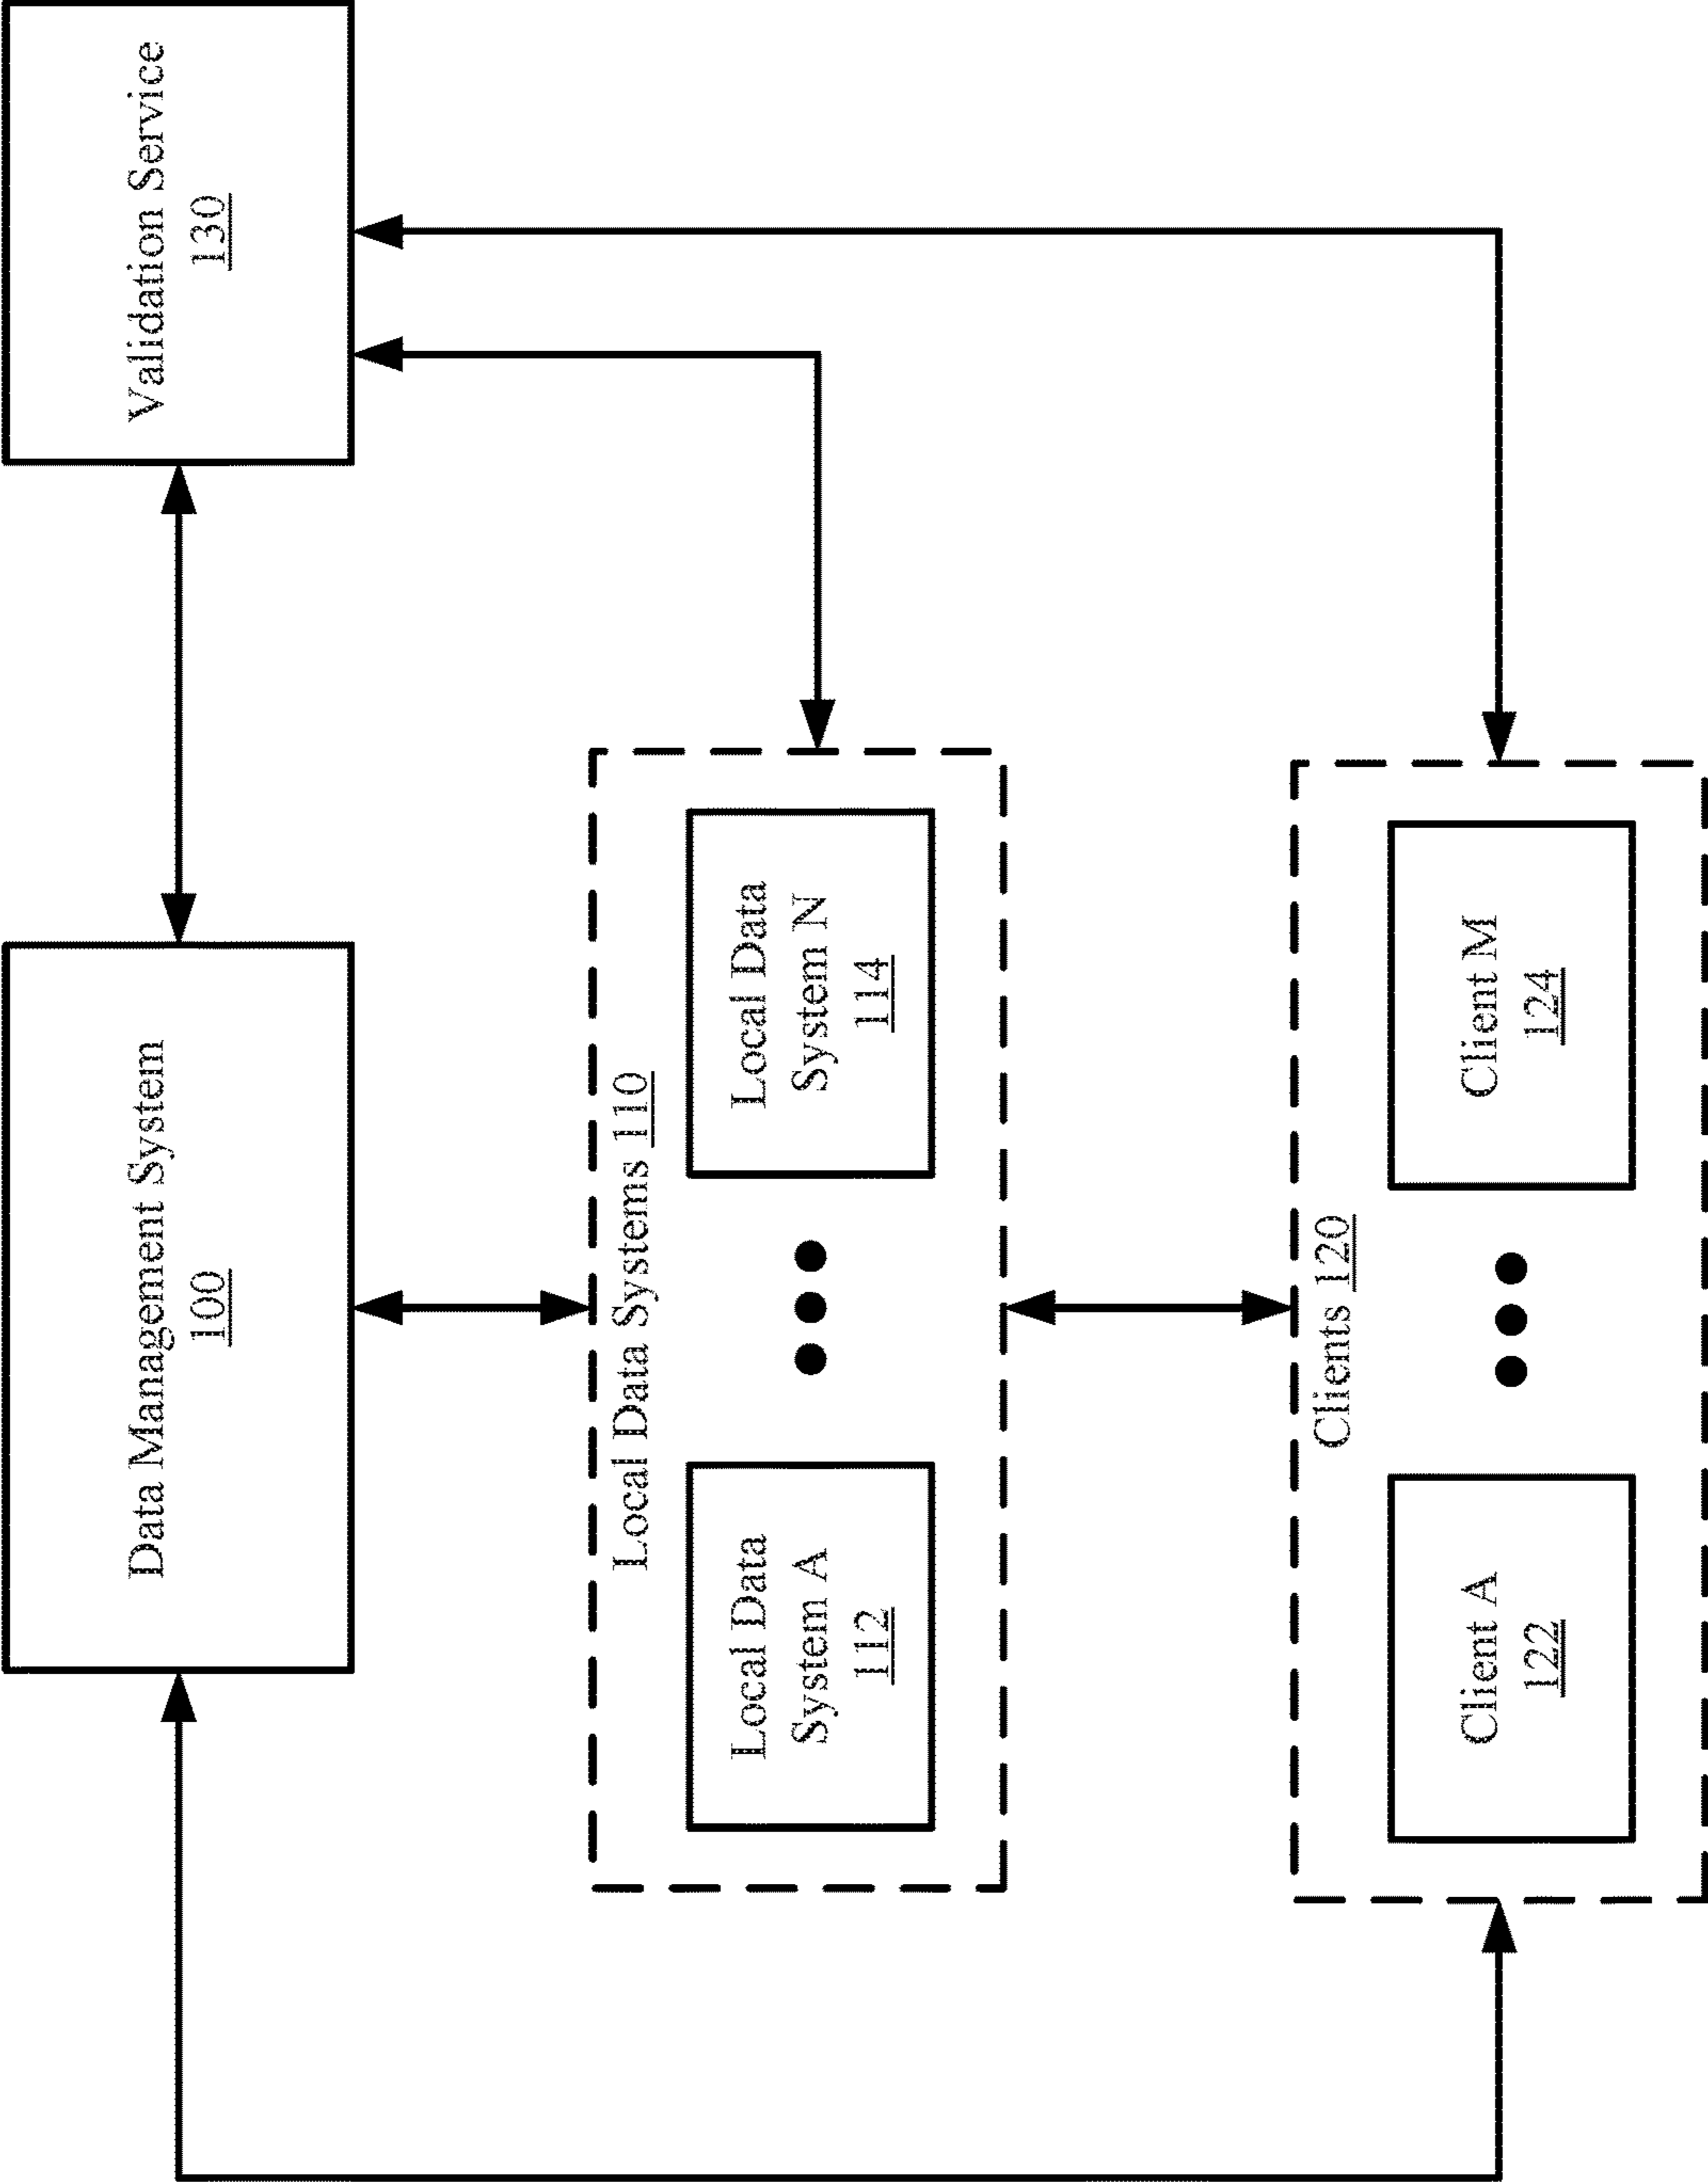 Data Management System
100
Validation Service
130
Local Data Systems 110
Local Data
System A
112
Local Data
System N
114
Clients 120
Client A
122
Client M
124